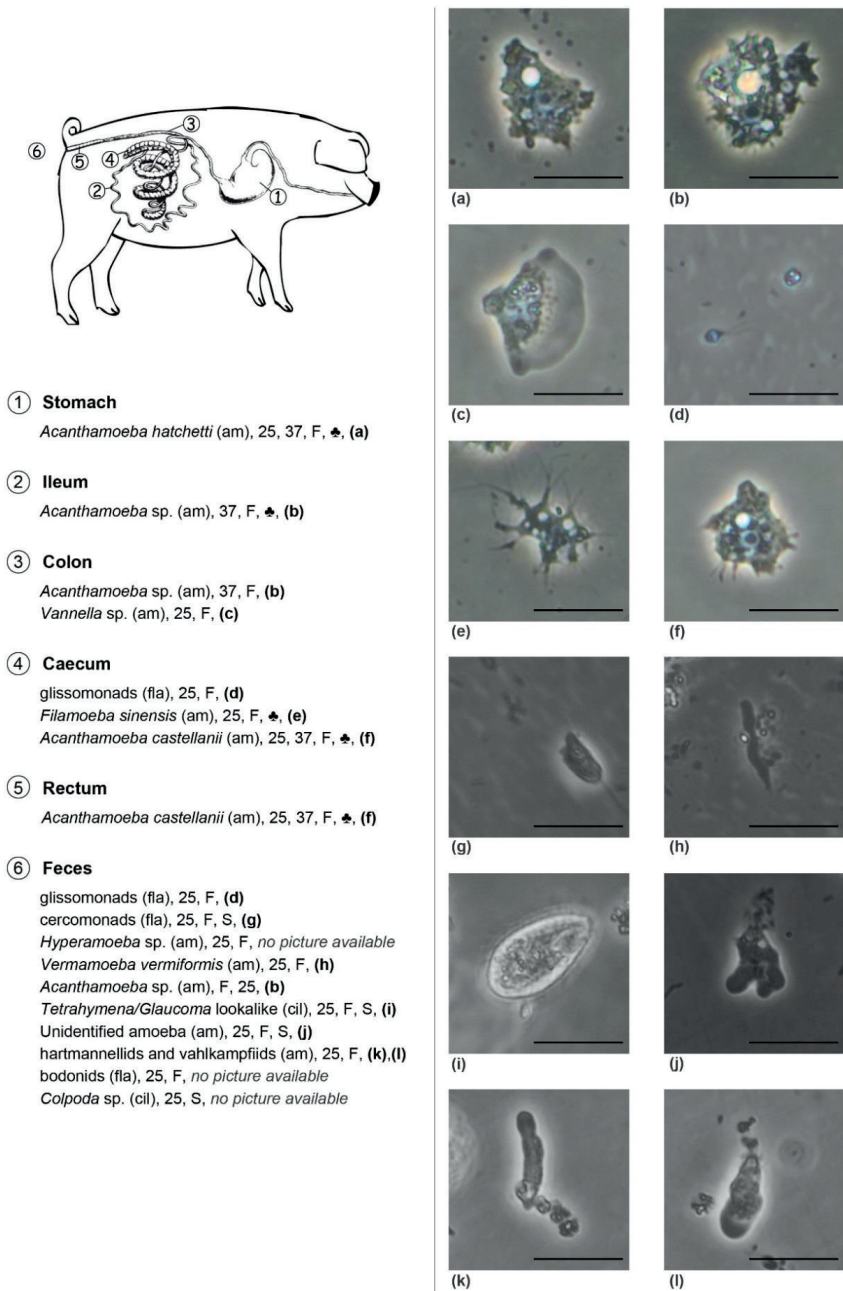 ③
⑥
⑤
④
②
①
① Stomach
Acanthamoeba hatchetti (am), 25, 37, F, ♣, (a)
② Ileum
Acanthamoeba sp. (am), 37, F, ♣, (b)
③ Colon
Acanthamoeba sp. (am), 37, F, (b)
Vannella sp. (am), 25, F, (c)
④ Caecum
glissomonads (fla), 25, F, (d)
Filamoeba sinensis (am), 25, F, ♣, (e)
Acanthamoeba castellanii (am), 25, 37, F, ♣, (f)
⑤ Rectum
Acanthamoeba castellanii (am), 25, 37, F, ♣, (f)
⑥ Feces
glissomonads (fla), 25, F, (d)
cercomonads (fla), 25, F, S, (g)
Hyperamoeba sp. (am), 25, F, no picture available
Vermamoeba vermiformis (am), 25, F, (h)
Acanthamoeba sp. (am), F, 25, (b)
Tetrahymena/Glaucoma lookalike (cil), 25, F, S, (i)
Unidentified amoeba (am), 25, F, S, (j)
hartmannellids and vahlkampfiids (am), 25, F, (k),(l)
bodonids (fla), 25, F, no picture available
Colpoda sp. (cil), 25, S, no picture available
(a)
(b)
(c)
(d)
(e)
(f)
(g)
(h)
(i)
(j)
(k)
(l)